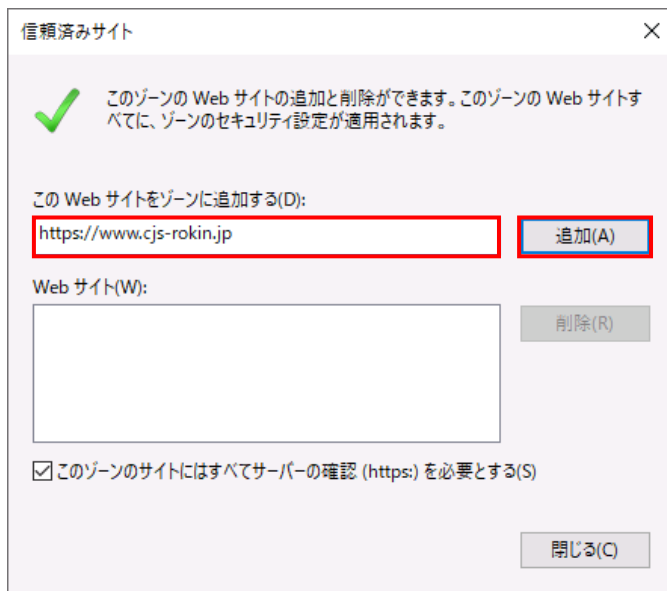 信頼済みサイト
このゾーンの Web サイトの追加と削除ができます。このゾーンの Web サイトす
べてに、ゾーンのセキュリティ設定が適用されます。
この Web サイトをゾーンに追加する(D):
https://www.cjs-rokin.jp
追加(A)
Web サイト(W):
削除(R)
このゾーンのサイトにはすべてサーバーの確認 (https:) を必要とする(S)
閉じる(C)